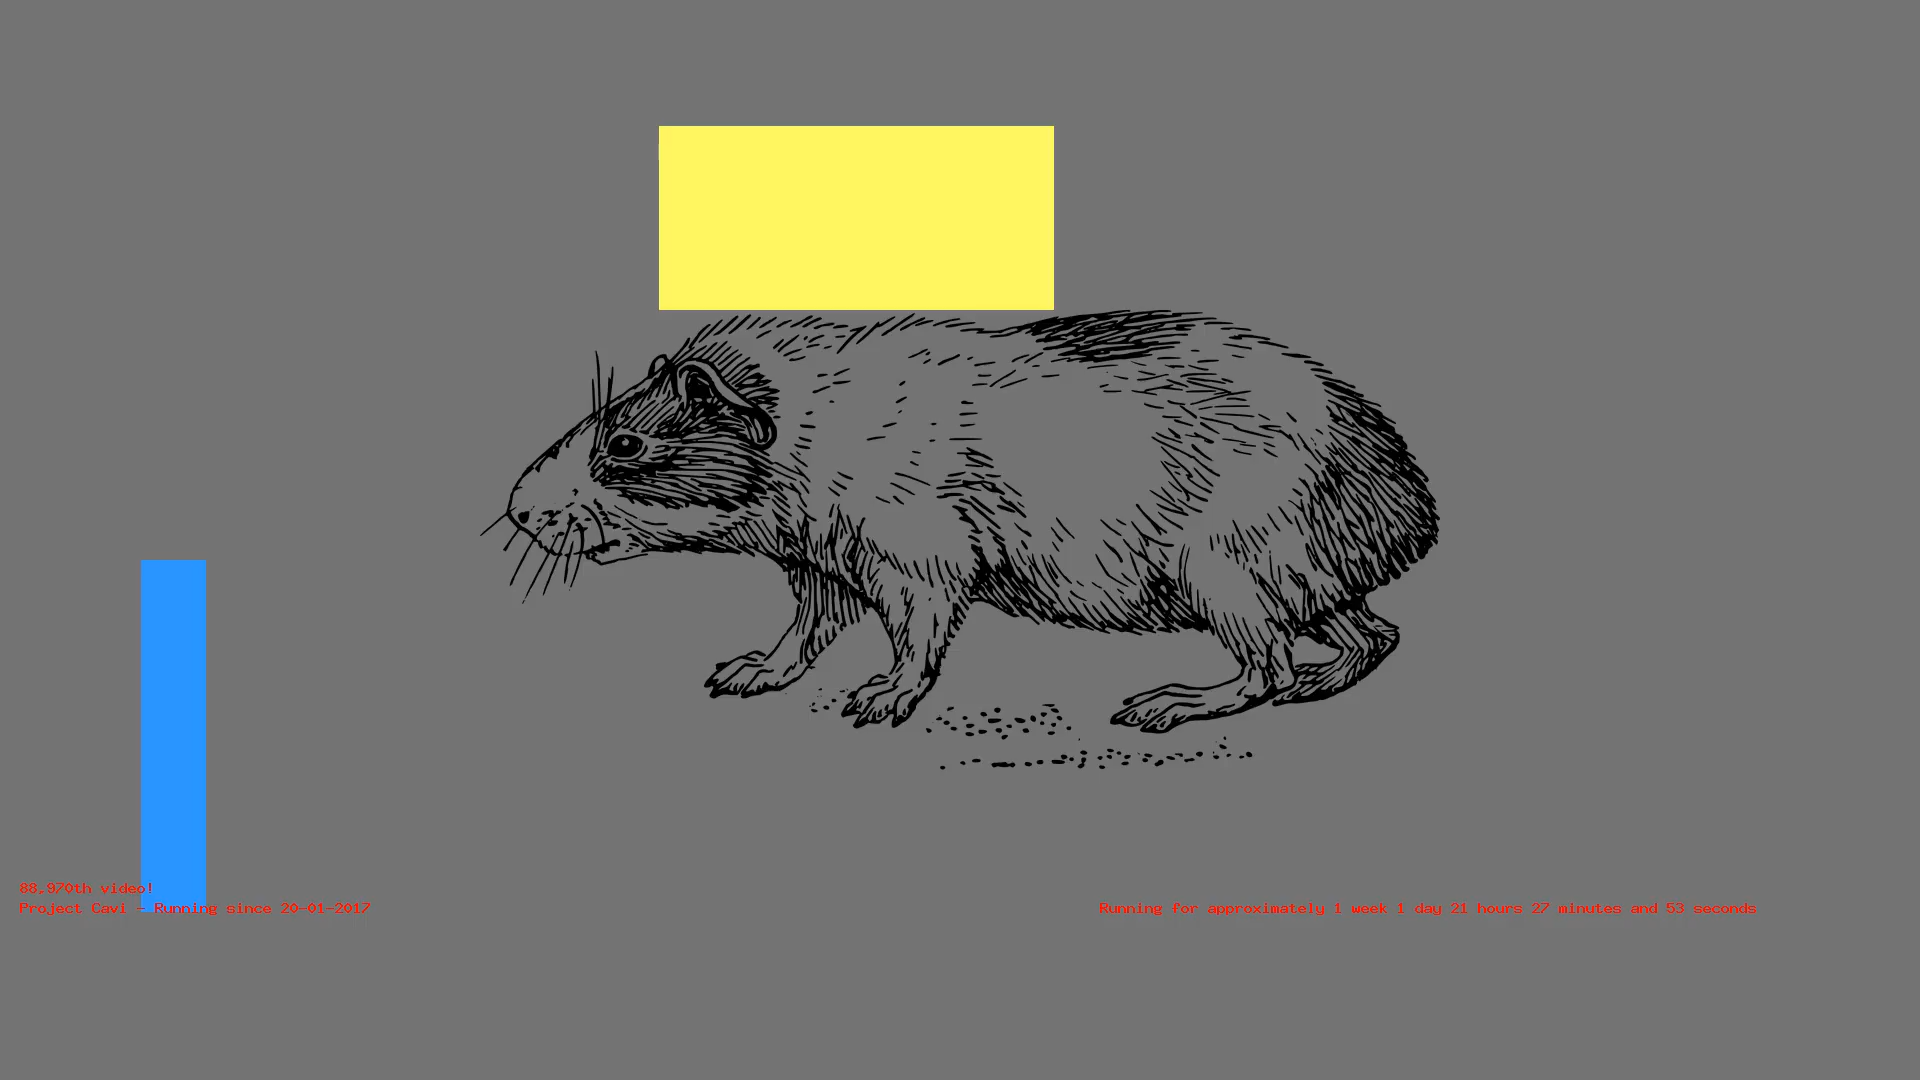 88,970th video!
Project Cavi - Running since 20-01-2017
Running for approximately 1 week 1 day 21 hours 27 minutes and 53 seconds